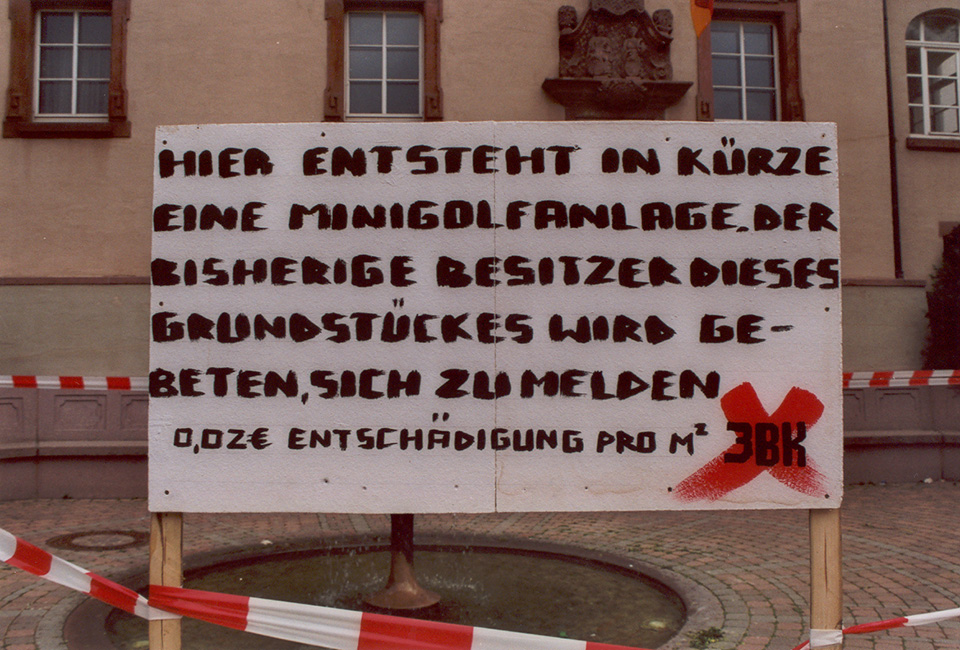 HIER ENTSTEHT IN KÜRZE
EINE MINIGOLFANLAGE. DER
BISHERIGE BESITZER DIESES
GRUNDSTÜCKES WIRD GE-
BETEN, SICH ZU MELDEN
0,02€ ENTSCHÄDIGUNG PRO M² 3BK